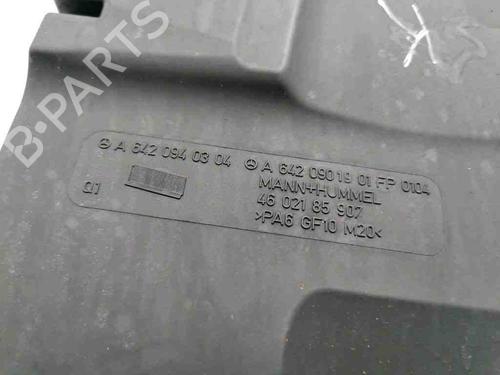 B-PARTS
A 642 094 03 04 A 642 090 19 01 FP 0104
MANN+HUMMEL
46 021 85 907
>PA6 GF10 M20<
Q1